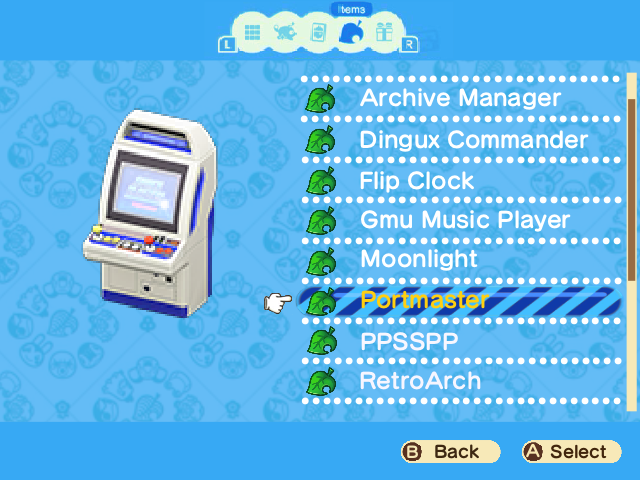 Items
L
R
Archive Manager
Dingux Commander
Flip Clock
Gmu Music Player
Moonlight
Portmaster
PPSSPP
RetroArch
B Back
A Select